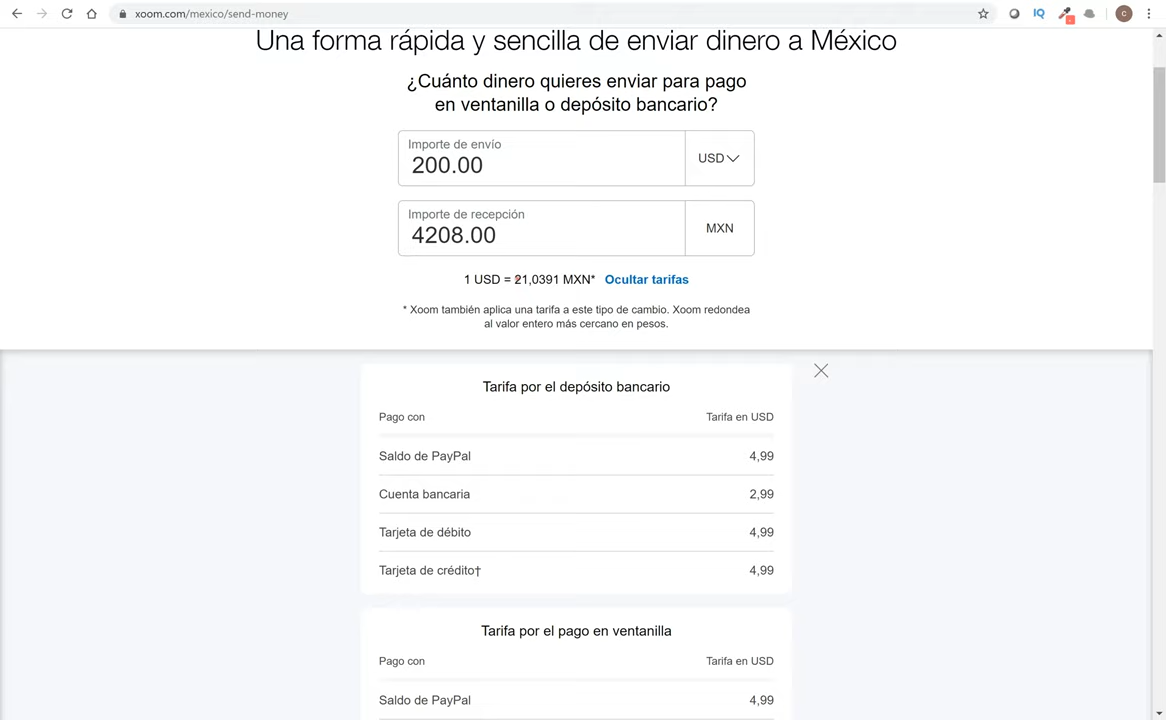 xoom.com/mexico/send-money
IQ
c
Una forma rápida y sencilla de enviar dinero a México
¿Cuánto dinero quieres enviar para pago
en ventanilla o depósito bancario?
Importe de envío
200.00
USD
Importe de recepción
4208.00
MXN
1 USD = 21,0391 MXN* Ocultar tarifas
* Xoom también aplica una tarifa a este tipo de cambio. Xoom redondea
al valor entero más cercano en pesos.
Tarifa por el depósito bancario
Pago con Tarifa en USD
Saldo de PayPal 4,99
Cuenta bancaria 2,99
Tarjeta de débito 4,99
Tarjeta de crédito† 4,99
Tarifa por el pago en ventanilla
Pago con Tarifa en USD
Saldo de PayPal 4,99